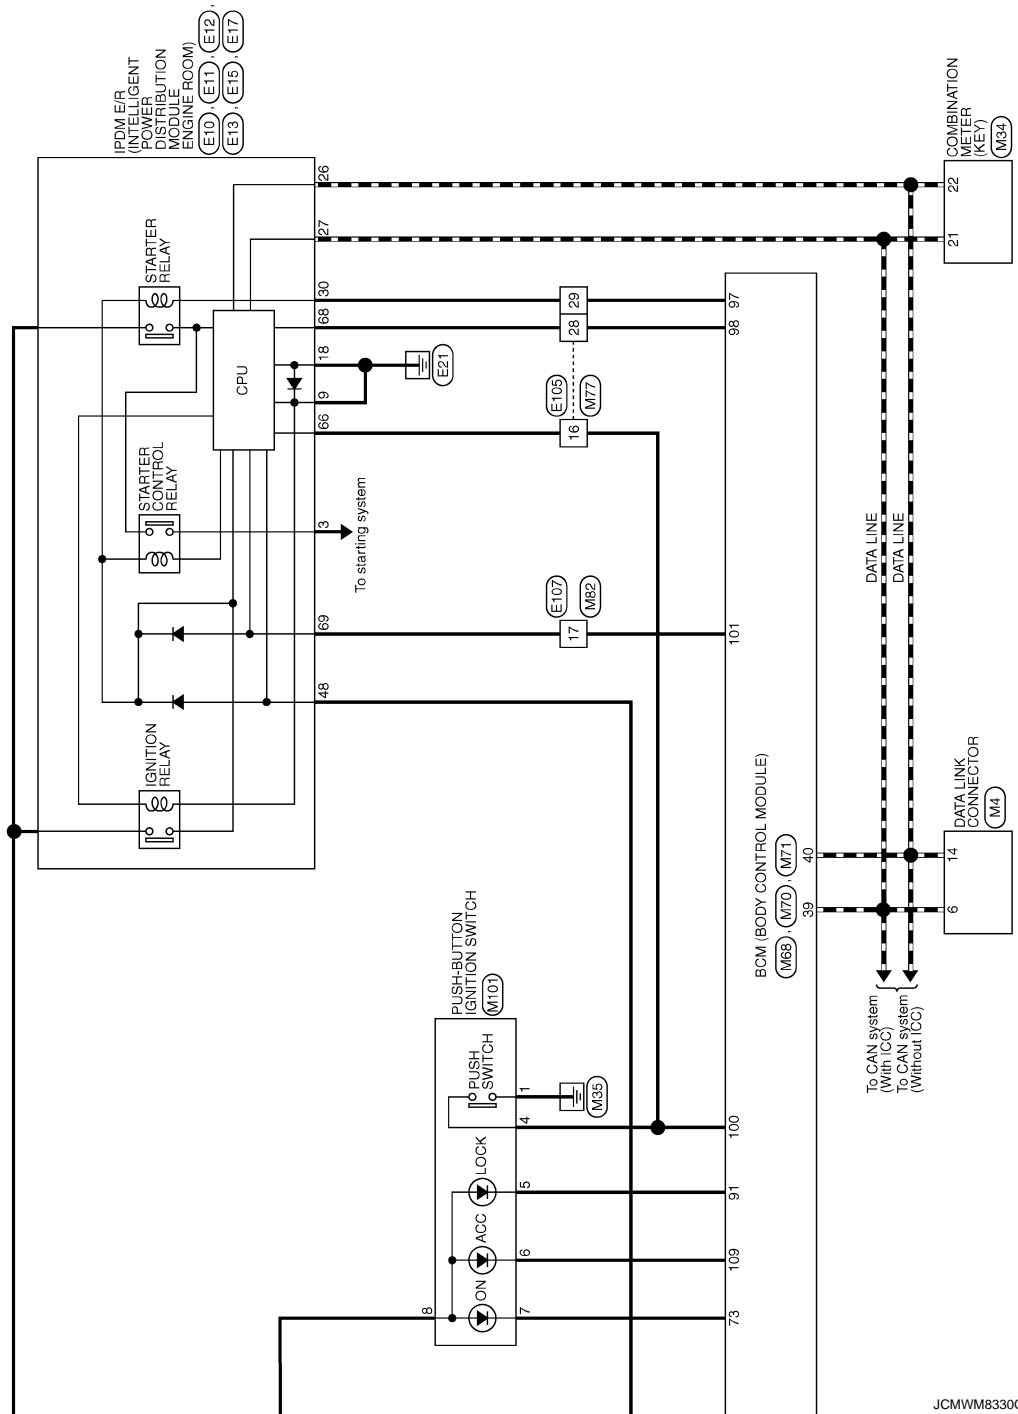 IPDM E/R
(INTELLIGENT
POWER
DISTRIBUTION
MODULE
ENGINE ROOM)
E10 , E11 , E12 ,
E13 , E15 , E17
STARTER
RELAY
CPU
STARTER
CONTROL
RELAY
IGNITION
RELAY
26
27
30
68
18
9
66
3
69
48
To starting system
E21
29
28
16
E105
M77
17
E107
M82
COMBINATION
METER
(KEY)
M34
22
21
97
98
101
DATA LINE
DATA LINE
BCM (BODY CONTROL MODULE)
M68 , M70 , M71
40
39
DATA LINK
CONNECTOR
M4
14
6
To CAN system
(With ICC)
To CAN system
(Without ICC)
PUSH-BUTTON
IGNITION SWITCH
M101
PUSH
SWITCH
LOCK
ACC
ON
1
4
5
6
7
8
M35
100
91
109
73
JCMWM8330